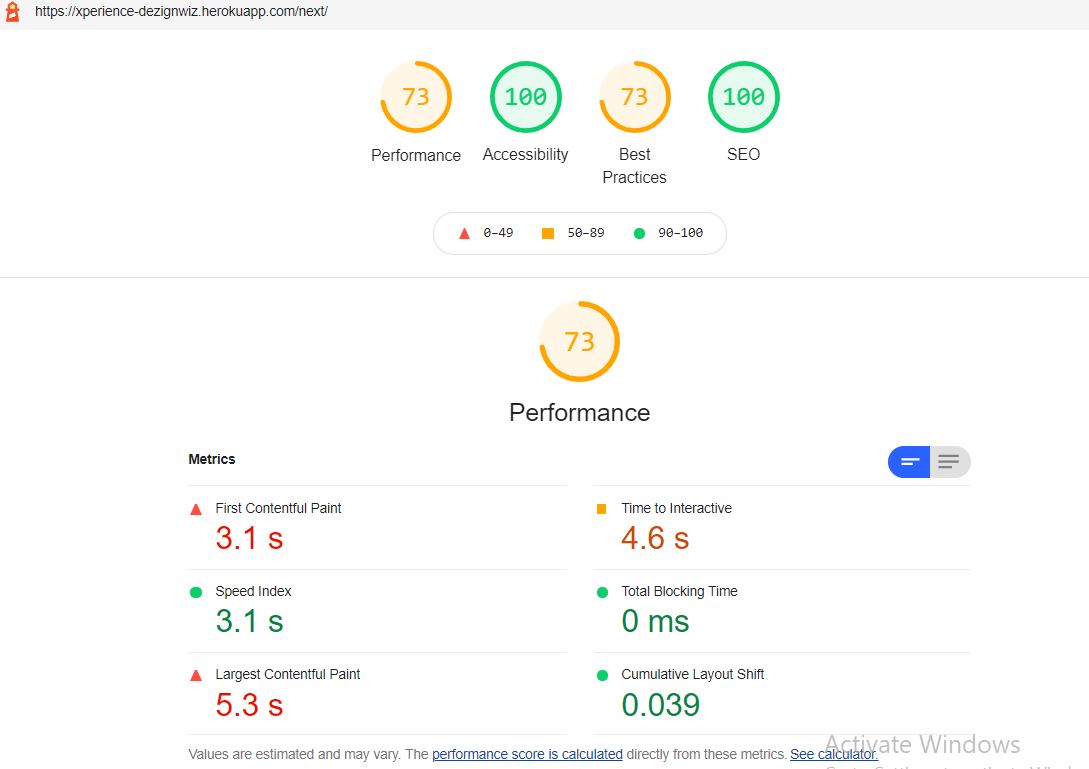 https://xperience-dezignwiz.herokuapp.com/next/
73 100 73 100
Performance Accessibility Best Practices SEO
0–49 50–89 90–100
73
Performance
Metrics
First Contentful Paint Time to Interactive
3.1 s 4.6 s
Speed Index Total Blocking Time
3.1 s 0 ms
Largest Contentful Paint Cumulative Layout Shift
5.3 s 0.039
Values are estimated and may vary. The performance score is calculated directly from these metrics. See calculator.
Activate Windows